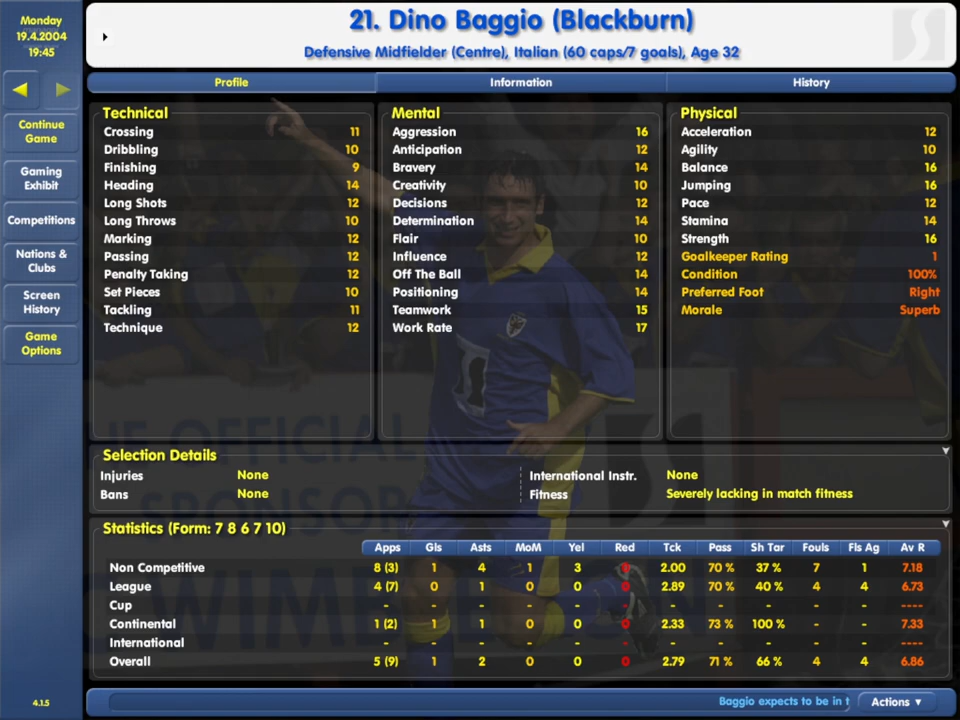 Monday
19.4.2004
19:45
Continue Game
Gaming Exhibit
Competitions
Nations & Clubs
Screen History
Game Options
4.1.5
21. Dino Baggio (Blackburn)
Defensive Midfielder (Centre), Italian (60 caps/7 goals), Age 32
Profile Information History
Technical
Crossing 11
Dribbling 10
Finishing 9
Heading 14
Long Shots 12
Long Throws 10
Marking 12
Passing 12
Penalty Taking 12
Set Pieces 10
Tackling 11
Technique 12
Mental
Aggression 16
Anticipation 12
Bravery 14
Creativity 10
Decisions 12
Determination 14
Flair 10
Influence 12
Off The Ball 14
Positioning 14
Teamwork 15
Work Rate 17
Physical
Acceleration 12
Agility 10
Balance 16
Jumping 16
Pace 12
Stamina 14
Strength 16
Goalkeeper Rating 1
Condition 100%
Preferred Foot Right
Morale Superb
Selection Details
Injuries None
Bans None
International Instr. None
Fitness Severely lacking in match fitness
Statistics (Form: 7 8 6 7 10)
Apps Gls Asts MoM Yel Red Tck Pass Sh Tar Fouls Fls Ag Av R
Non Competitive 8 (3) 1 4 1 3 0 2.00 70 % 37 % 7 1 7.18
League 4 (7) 0 1 0 0 0 2.89 70 % 40 % 4 4 6.73
Cup - - - - - - - - - - - ----
Continental 1 (2) 1 1 0 0 0 2.33 73 % 100 % - - 7.33
International - - - - - - - - - - - ----
Overall 5 (9) 1 2 0 0 0 2.79 71 % 66 % 4 4 6.86
Baggio expects to be in t
Actions